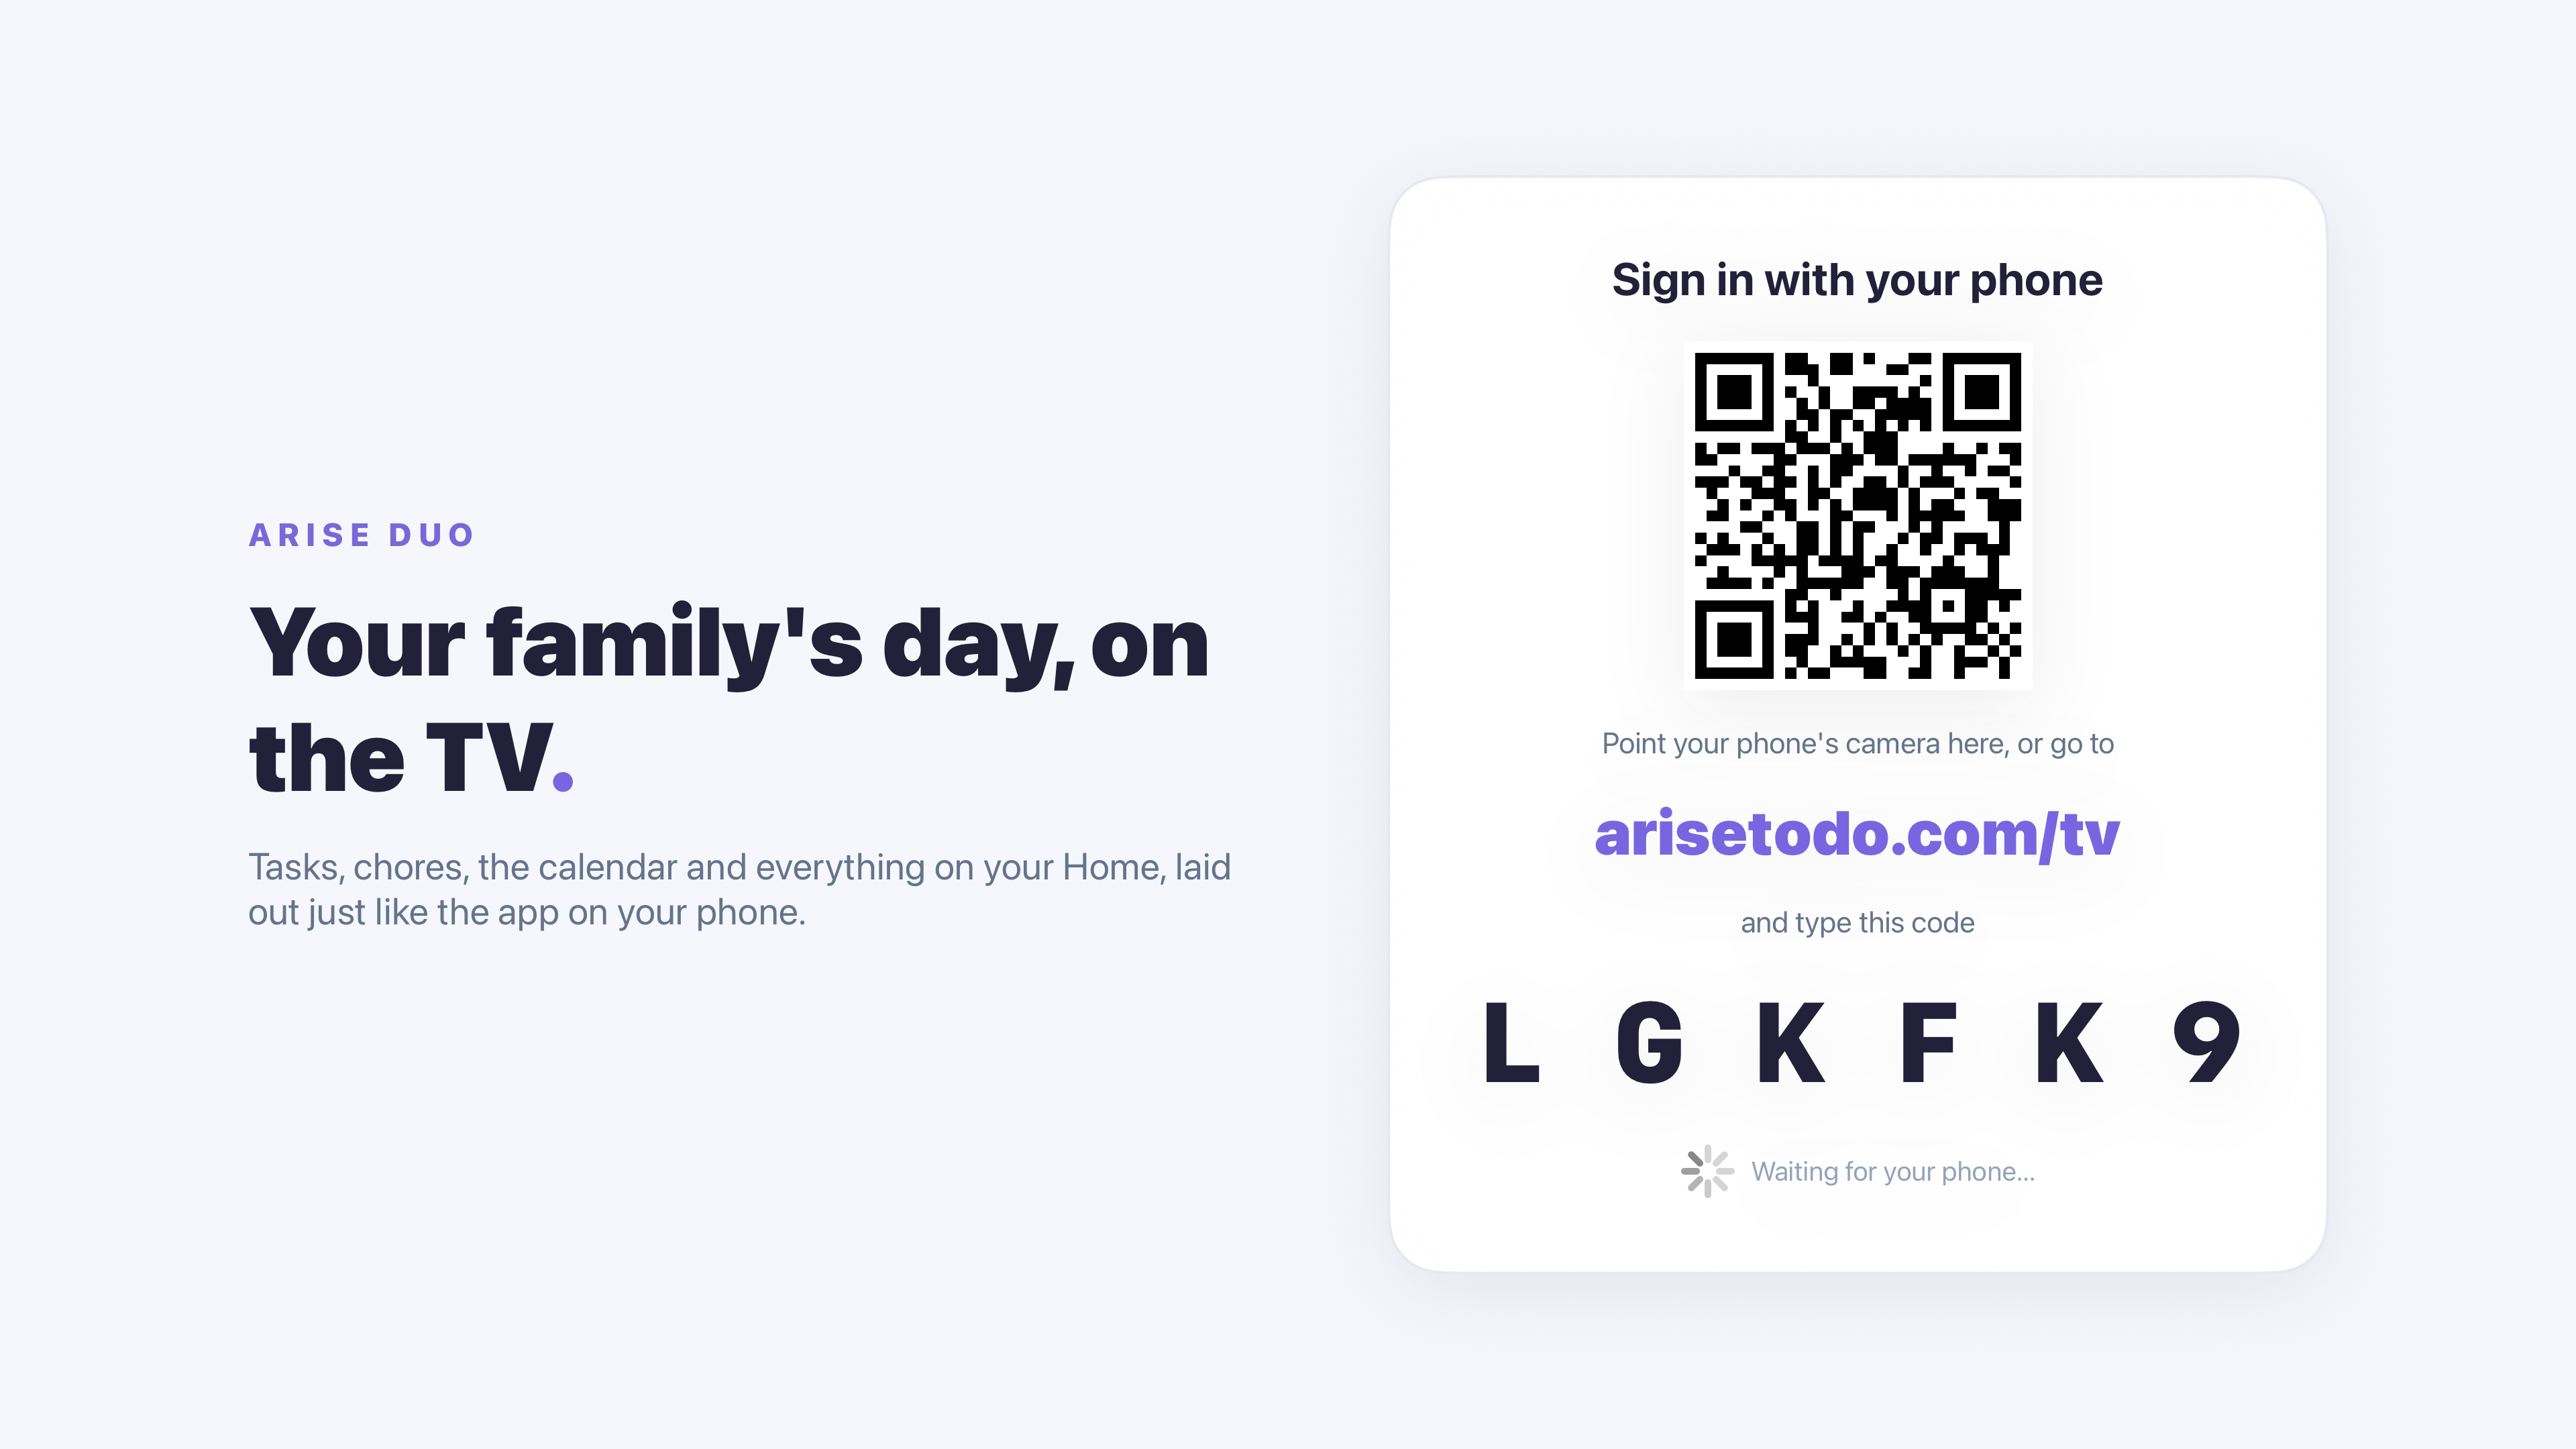 ARISE DUO
Your family's day, on
the TV.
Tasks, chores, the calendar and everything on your Home, laid
out just like the app on your phone.
Sign in with your phone
Point your phone's camera here, or go to
arisetodo.com/tv
and type this code
L G K F K 9
Waiting for your phone...